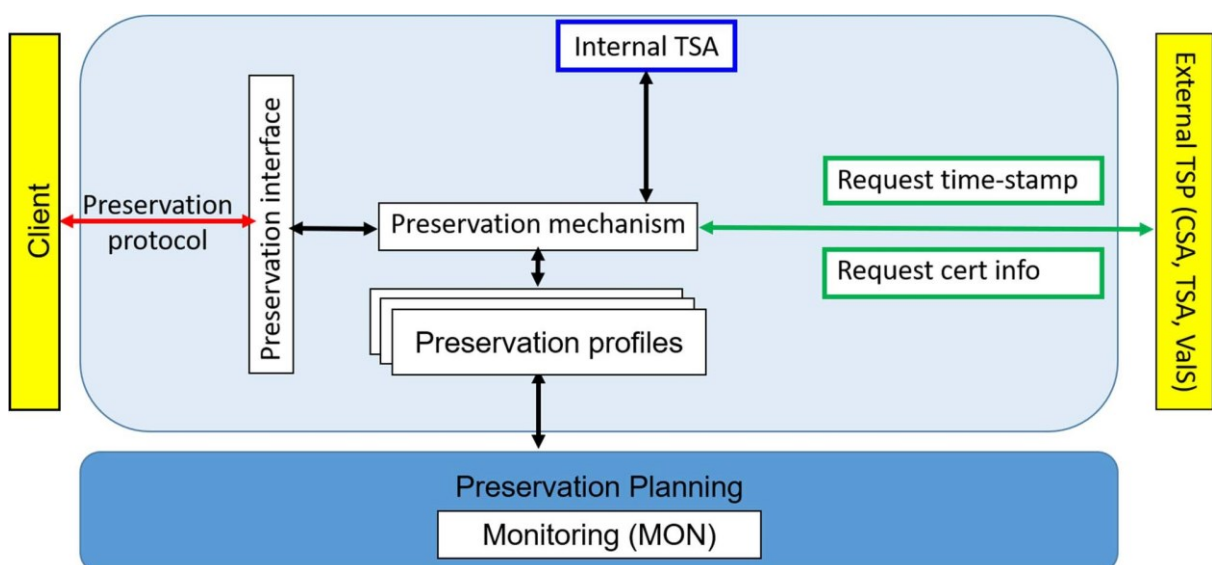 Internal TSA
Client
Preservation
protocol
Preservation interface
Preservation mechanism
Request time-stamp
Request cert info
External TSP (CSA, TSA, ValS)
Preservation profiles
Preservation Planning
Monitoring (MON)